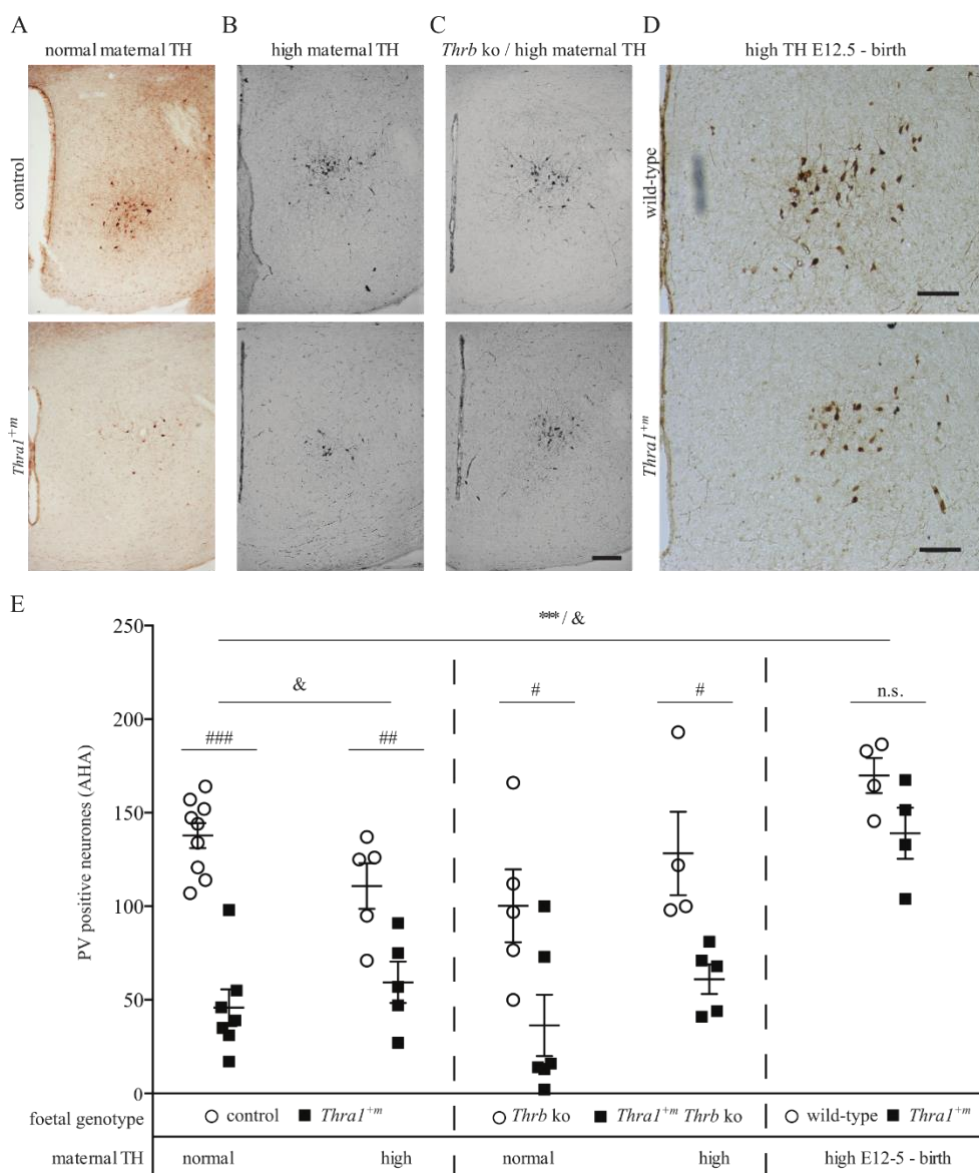 A B C D
normal maternal TH high maternal TH Thrb ko / high maternal TH high TH E12.5 - birth
control wild-type
Thra1+m Thra1+m
E
***/ &
& # # n.s.
### ##
PV positive neurones (AHA)
250
200
150
100
50
0
foetal genotype control Thra1+m Thrb ko Thra1+m Thrb ko wild-type Thra1+m
maternal TH normal high normal high high E12-5 - birth